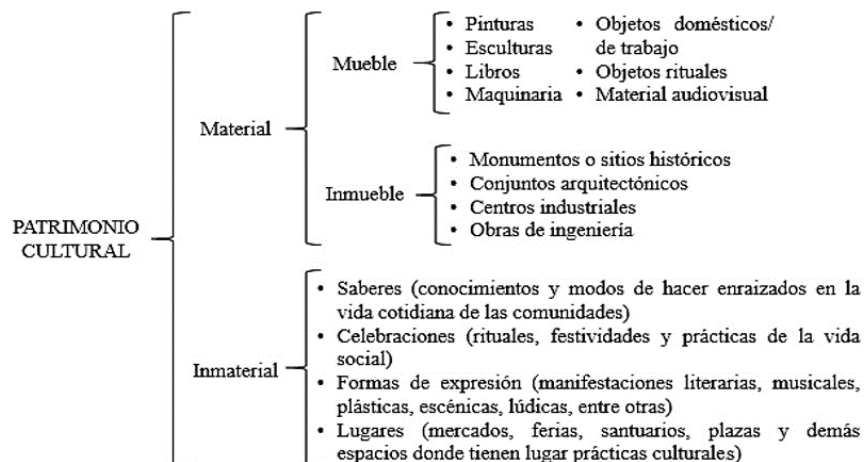 PATRIMONIO
CULTURAL
Material
Mueble
• Pinturas
• Esculturas
• Libros
• Maquinaria
• Objetos domésticos/
de trabajo
• Objetos rituales
• Material audiovisual
Inmueble
• Monumentos o sitios históricos
• Conjuntos arquitectónicos
• Centros industriales
• Obras de ingeniería
Inmaterial
• Saberes (conocimientos y modos de hacer enraizados en la
vida cotidiana de las comunidades)
• Celebraciones (rituales, festividades y prácticas de la vida
social)
• Formas de expresión (manifestaciones literarias, musicales,
plásticas, escénicas, lúdicas, entre otras)
• Lugares (mercados, ferias, santuarios, plazas y demás
espacios donde tienen lugar prácticas culturales)